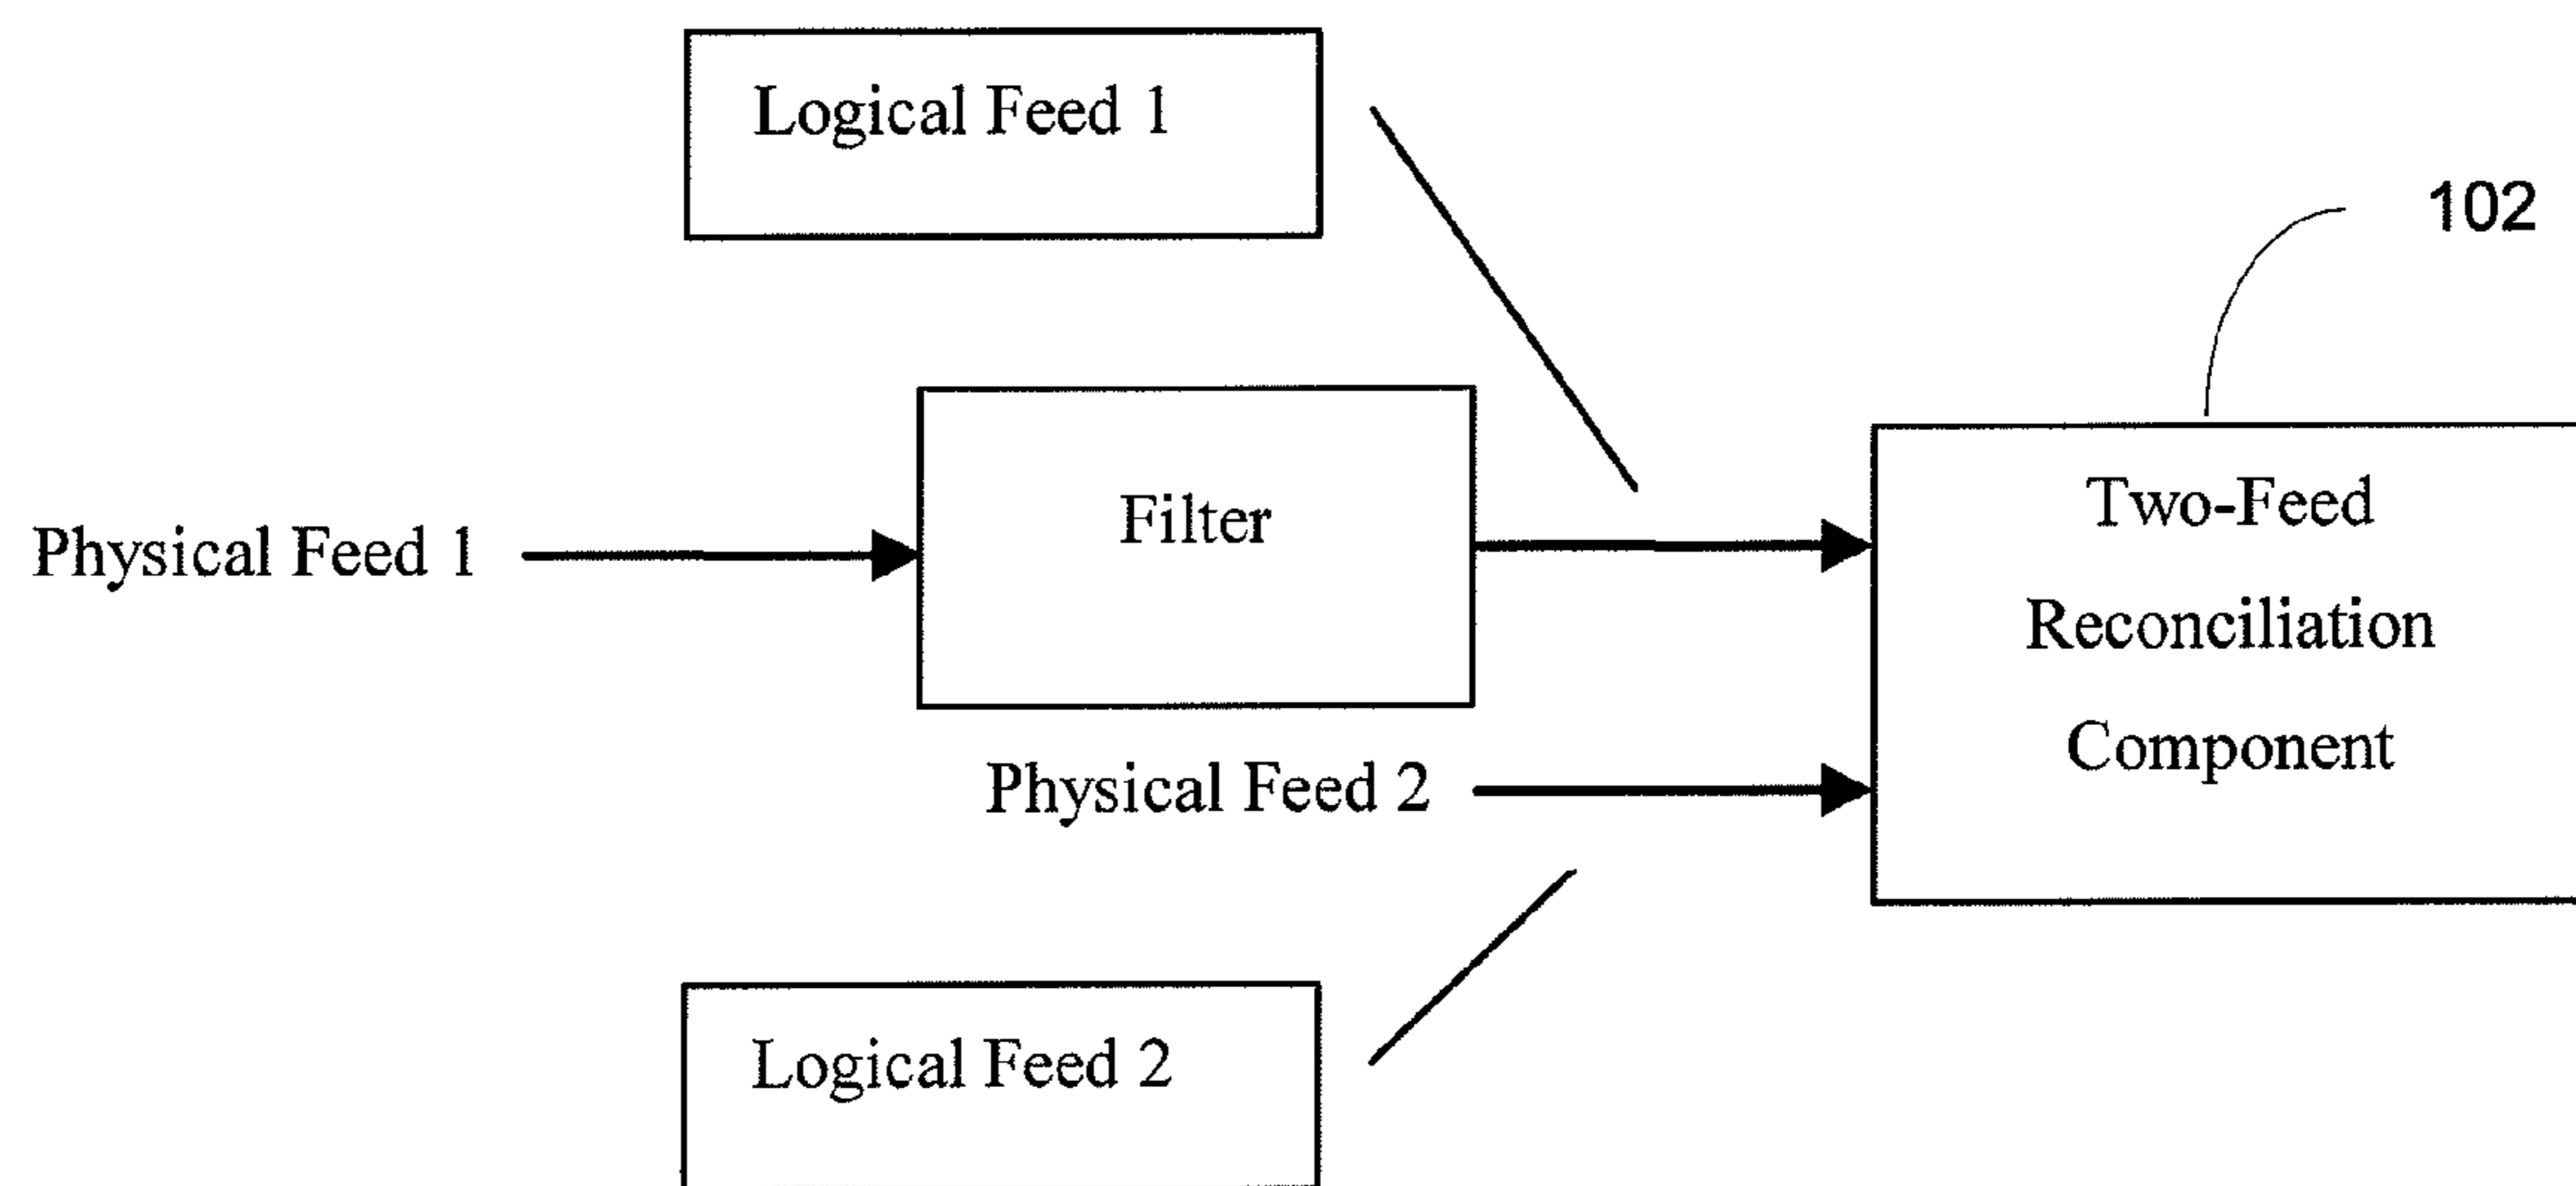 Logical Feed 1
102
Physical Feed 1
Filter
Two-Feed
Reconciliation
Component
Physical Feed 2
Logical Feed 2